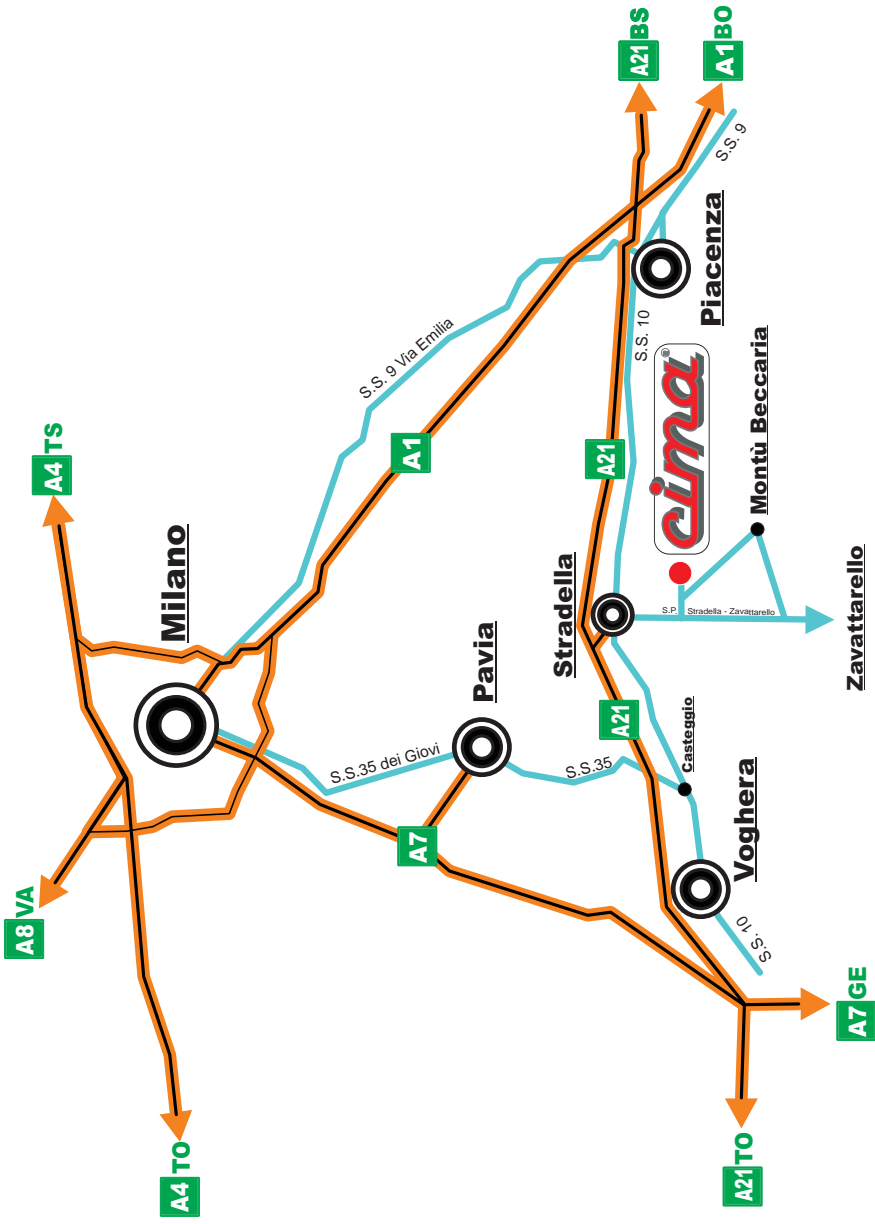 A8 VA
A4 TS
A4 TO
Milano
S.S.35 dei Giovi
S.S. 9 Via Emilia
A1
A7
Pavia
Stradella
S.S.35
A21
A21
A21 BS
S.S. 10
cima®
Casteggio
S.P. Stradella - Zavattarello
Piacenza
A1 BO
S.S. 9
A21 TO
Voghera
S.S. 10
Montù Beccaria
A7 GE
Zavattarello